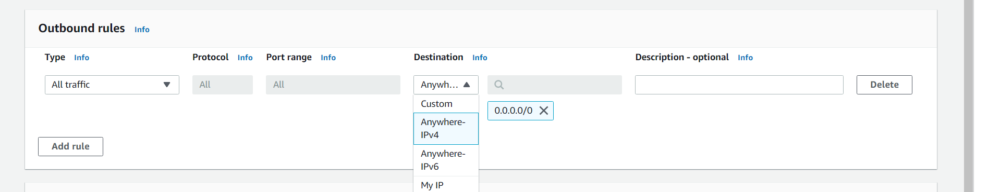 Outbound rules Info
Type Info Protocol Info Port range Info Destination Info Description - optional Info
All traffic All All Anywh... Delete
Custom
0.0.0.0/0
Anywhere-
IPv4
Add rule
Anywhere-
IPv6
My IP